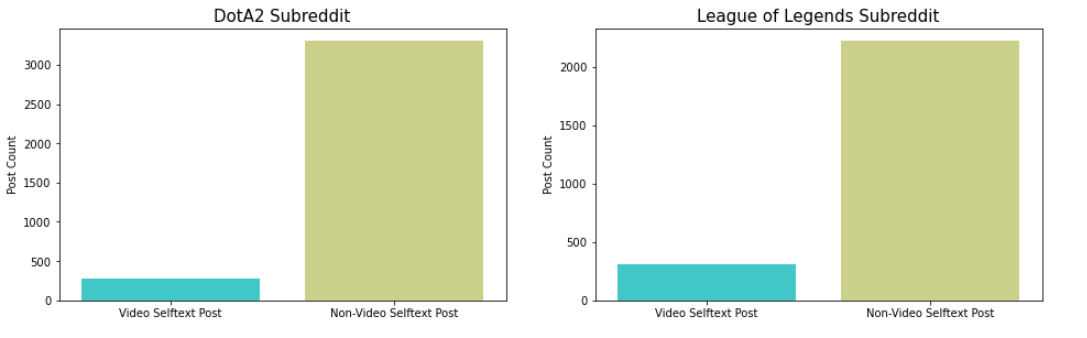 DotA2 Subreddit
Post Count
3000
2500
2000
1500
1000
500
0
Video Selftext Post Non-Video Selftext Post
League of Legends Subreddit
Post Count
2000
1500
1000
500
0
Video Selftext Post Non-Video Selftext Post